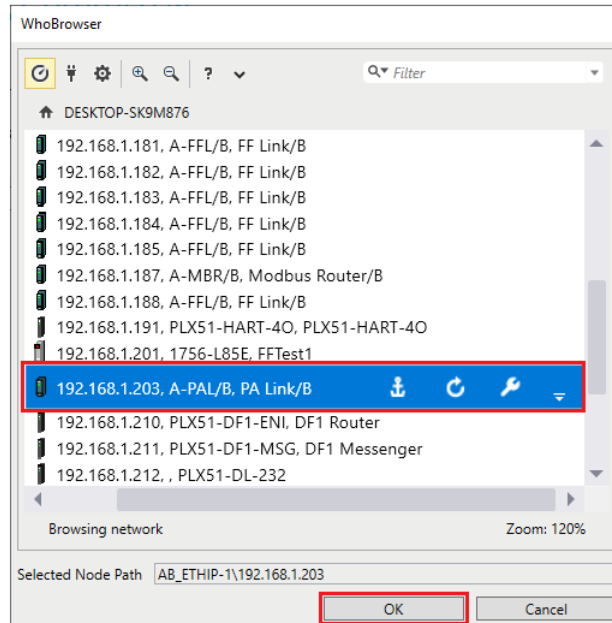 WhoBrowser
?
Filter
DESKTOP-SK9M876
192.168.1.181, A-FFL/B, FF Link/B
192.168.1.182, A-FFL/B, FF Link/B
192.168.1.183, A-FFL/B, FF Link/B
192.168.1.184, A-FFL/B, FF Link/B
192.168.1.185, A-FFL/B, FF Link/B
192.168.1.187, A-MBR/B, Modbus Router/B
192.168.1.188, A-FFL/B, FF Link/B
192.168.1.191, PLX51-HART-4O, PLX51-HART-4O
192.168.1.201, 1756-L85E, FFTest1
192.168.1.203, A-PAL/B, PA Link/B
192.168.1.210, PLX51-DF1-ENI, DF1 Router
192.168.1.211, PLX51-DF1-MSG, DF1 Messenger
192.168.1.212, , PLX51-DL-232
Browsing network Zoom: 120%
Selected Node Path AB_ETHIP-1\192.168.1.203
OK Cancel